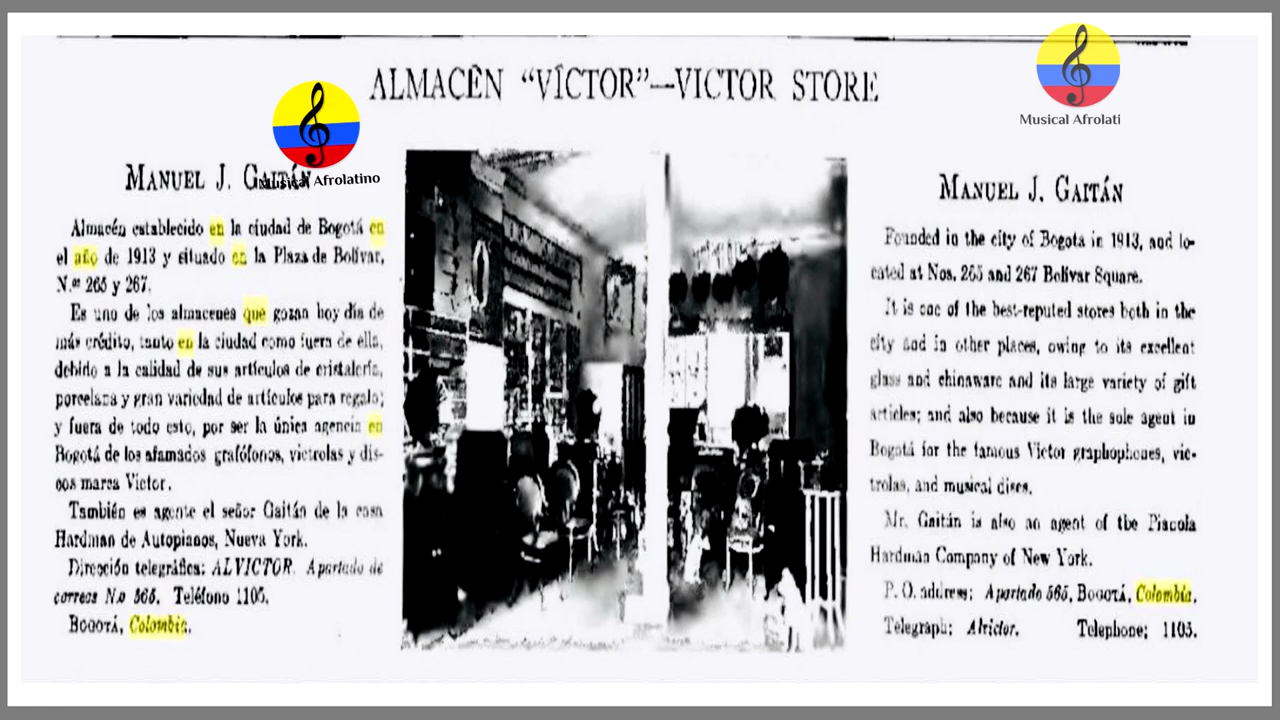 ALMACÉN "VÍCTOR"—VICTOR STORE
Musical Afrolati
Musical Afrolatino
MANUEL J. GAITÁN
Almacén establecido en la ciudad de Bogotá en
el año de 1913 y situado en la Plaza de Bolívar,
N.os 265 y 267.
Es uno de los almacenes que gozan hoy día de
más crédito, tanto en la ciudad como fuera de ella,
debido a la calidad de sus artículos de cristalería,
porcelana y gran variedad de artículos para regalo;
y fuera de todo esto, por ser la única agencia en
Bogotá de los afamados grafófonos, victrolas y dis-
cos marca Victor.
También es agente el señor Gaitán de la casa
Hardman de Autopianos, Nueva York.
Dirección telegráfica: ALVICTOR. Apartado de
correos N.o 565. Teléfono 1105.
BOGOTÁ, Colombia.
MANUEL J. GAITÁN
Founded in the city of Bogota in 1913, and lo-
cated at Nos. 265 and 267 Bolívar Square.
It is one of the best-reputed stores both in the
city and in other places, owing to its excellent
glass and chinaware and its large variety of gift
articles; and also because it is the sole agent in
Bogotá for the famous Victor graphophones, vic-
trolas, and musical discs.
Mr. Gaitán is also an agent of the Pianola
Hardman Company of New York.
P. O. address: Apartado 565, BOGOTÁ, Colombia.
Telegraph: Alvictor. Telephone: 1105.